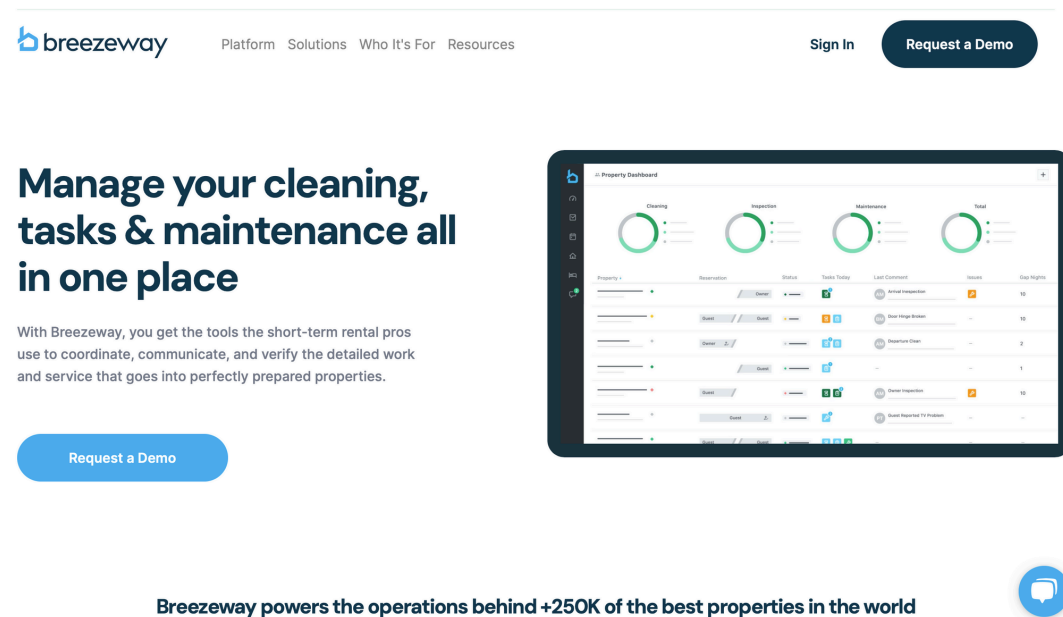 breezeway
Platform Solutions Who It's For Resources
Sign In
Request a Demo
Manage your cleaning,
tasks & maintenance all
in one place
With Breezeway, you get the tools the short-term rental pros
use to coordinate, communicate, and verify the detailed work
and service that goes into perfectly prepared properties.
Request a Demo
Property Dashboard
Cleaning Inspection Maintenance Total
Property Reservation Status Tasks Today Last Comment Issues Gap Nights
Owner AM Arrival Inespection 10
Guest Guest AM Door Hinge Broken – 10
Owner AM Departure Clean – 2
Guest – – 1
Guest AM Owner Inspection 10
Guest Guest Reported TV Problem – –
Guest Guest – – –
Breezeway powers the operations behind +250K of the best properties in the world